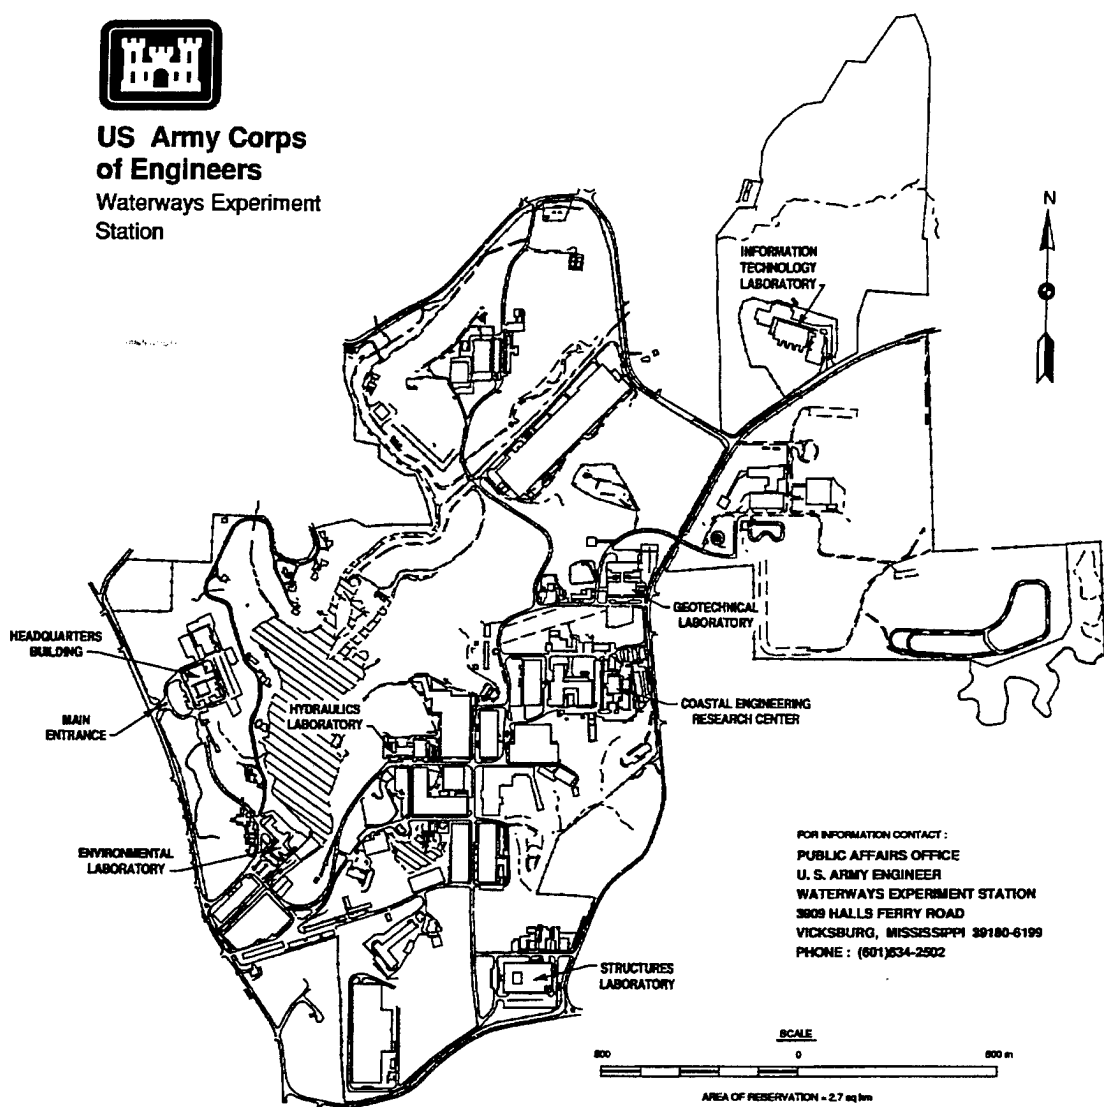 US Army Corps
of Engineers
Waterways Experiment
Station
N
INFORMATION
TECHNOLOGY
LABORATORY
HEADQUARTERS
BUILDING
GEOTECHNICAL
LABORATORY
MAIN
ENTRANCE
HYDRAULICS
LABORATORY
COASTAL ENGINEERING
RESEARCH CENTER
ENVIRONMENTAL
LABORATORY
FOR INFORMATION CONTACT :
PUBLIC AFFAIRS OFFICE
U. S. ARMY ENGINEER
WATERWAYS EXPERIMENT STATION
3909 HALLS FERRY ROAD
VICKSBURG, MISSISSIPPI 39180-6199
PHONE : (601)634-2502
STRUCTURES
LABORATORY
SCALE
0
AREA OF RESERVATION = 2.7 sq km